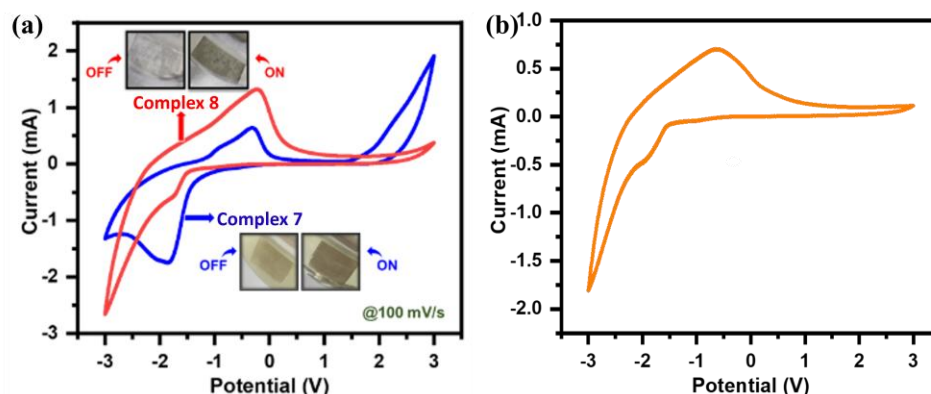 (a)
Current (mA)
2
1
0
-1
-2
-3
OFF
ON
Complex 8
Complex 7
OFF
ON
@100 mV/s
-3 -2 -1 0 1 2 3
Potential (V)
(b)
Current (mA)
1.0
0.5
0.0
-0.5
-1.0
-1.5
-2.0
-3 -2 -1 0 1 2 3
Potential (V)